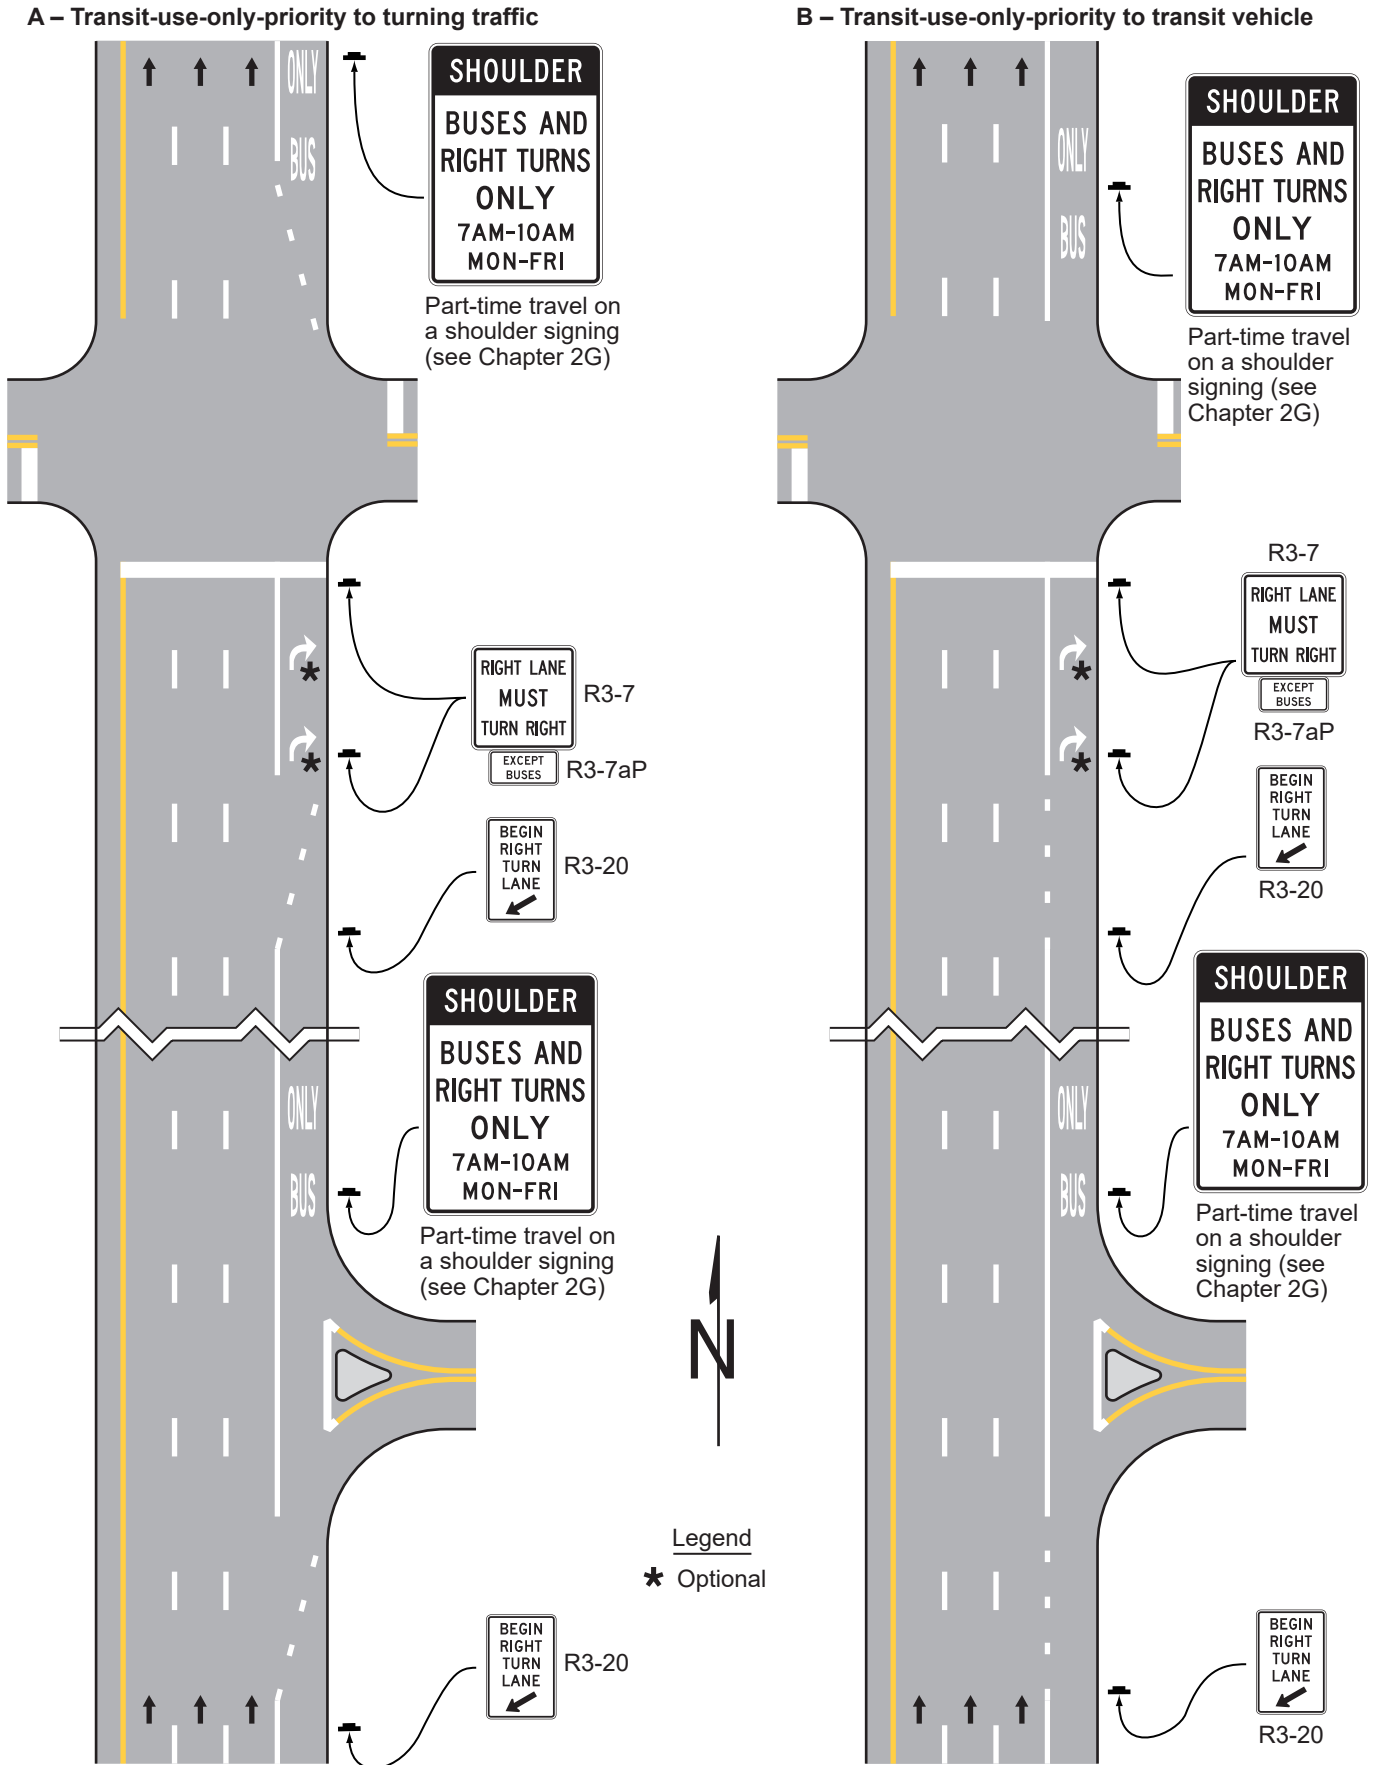 A – Transit-use-only-priority to turning traffic
ONLY
BUS
SHOULDER
BUSES AND
RIGHT TURNS
ONLY
7AM–10AM
MON–FRI
Part-time travel on
a shoulder signing
(see Chapter 2G)
RIGHT LANE
MUST
TURN RIGHT
R3-7
EXCEPT
BUSES
R3-7aP
*
*
BEGIN
RIGHT
TURN
LANE
R3-20
SHOULDER
BUSES AND
RIGHT TURNS
ONLY
7AM–10AM
MON–FRI
Part-time travel on
a shoulder signing
(see Chapter 2G)
ONLY
BUS
BEGIN
RIGHT
TURN
LANE
R3-20
N
Legend
* Optional
B – Transit-use-only-priority to transit vehicle
ONLY
BUS
SHOULDER
BUSES AND
RIGHT TURNS
ONLY
7AM–10AM
MON–FRI
Part-time travel
on a shoulder
signing (see
Chapter 2G)
R3-7
RIGHT LANE
MUST
TURN RIGHT
EXCEPT
BUSES
R3-7aP
*
*
BEGIN
RIGHT
TURN
LANE
R3-20
SHOULDER
BUSES AND
RIGHT TURNS
ONLY
7AM–10AM
MON–FRI
Part-time travel
on a shoulder
signing (see
Chapter 2G)
ONLY
BUS
BEGIN
RIGHT
TURN
LANE
R3-20